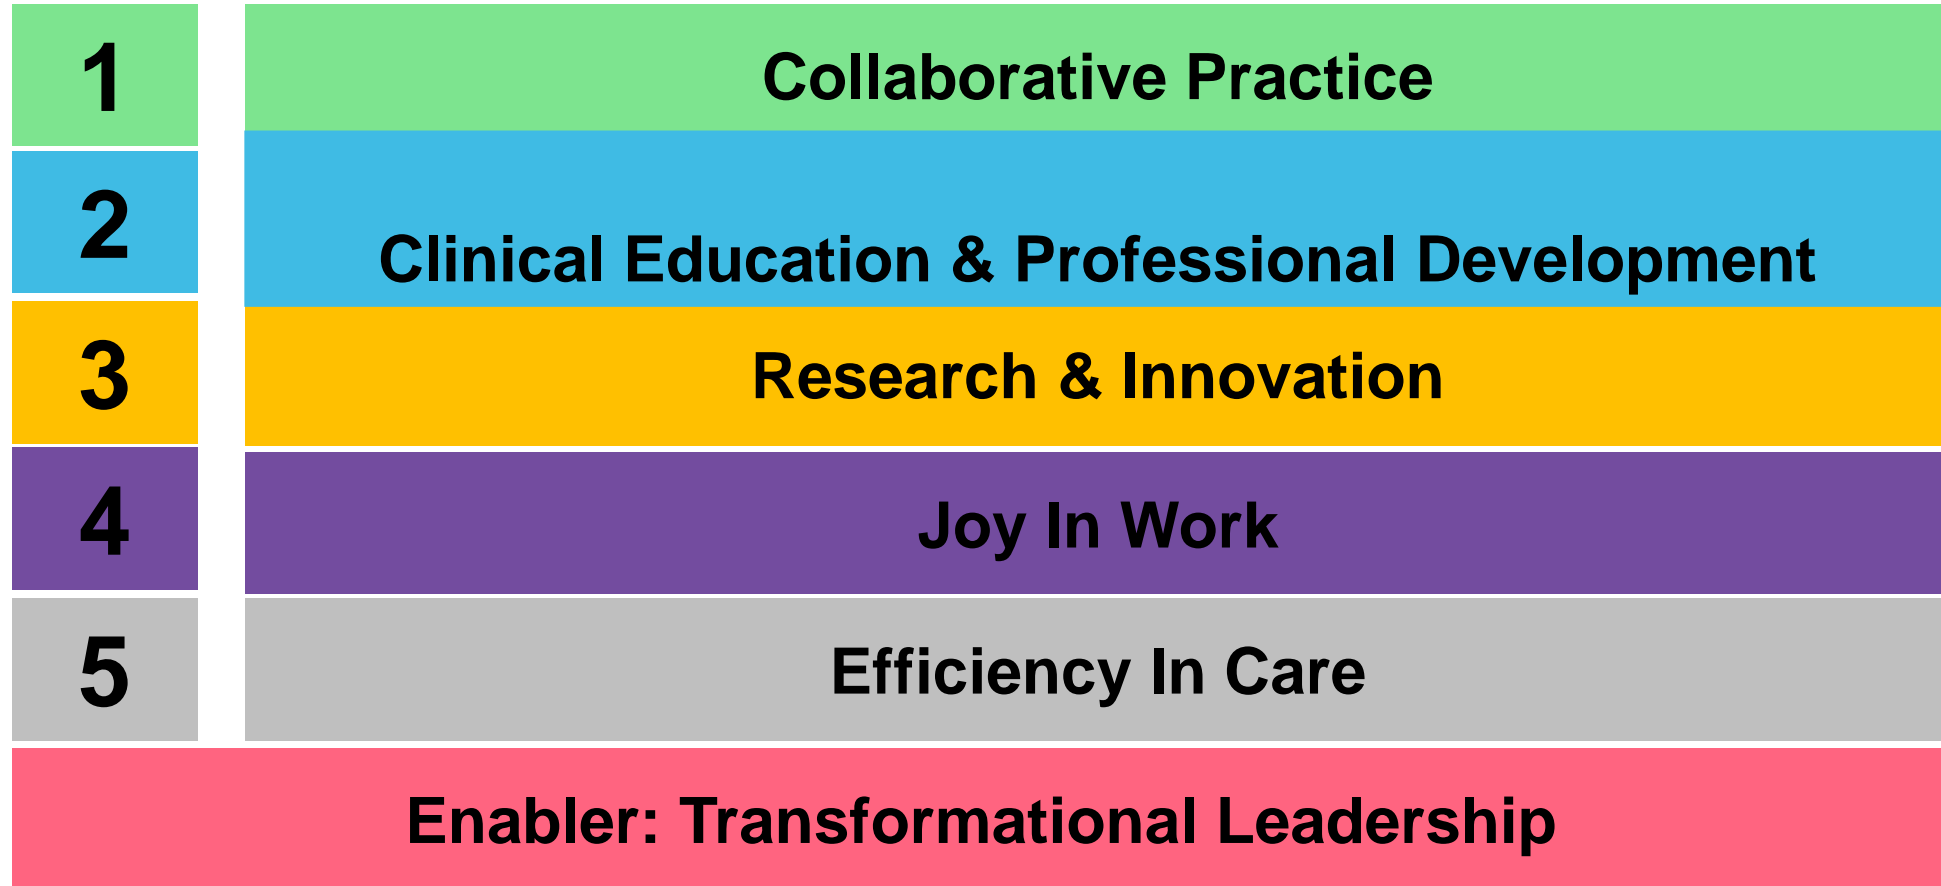 1 Collaborative Practice
2 Clinical Education & Professional Development
3 Research & Innovation
4 Joy In Work
5 Efficiency In Care
Enabler: Transformational Leadership